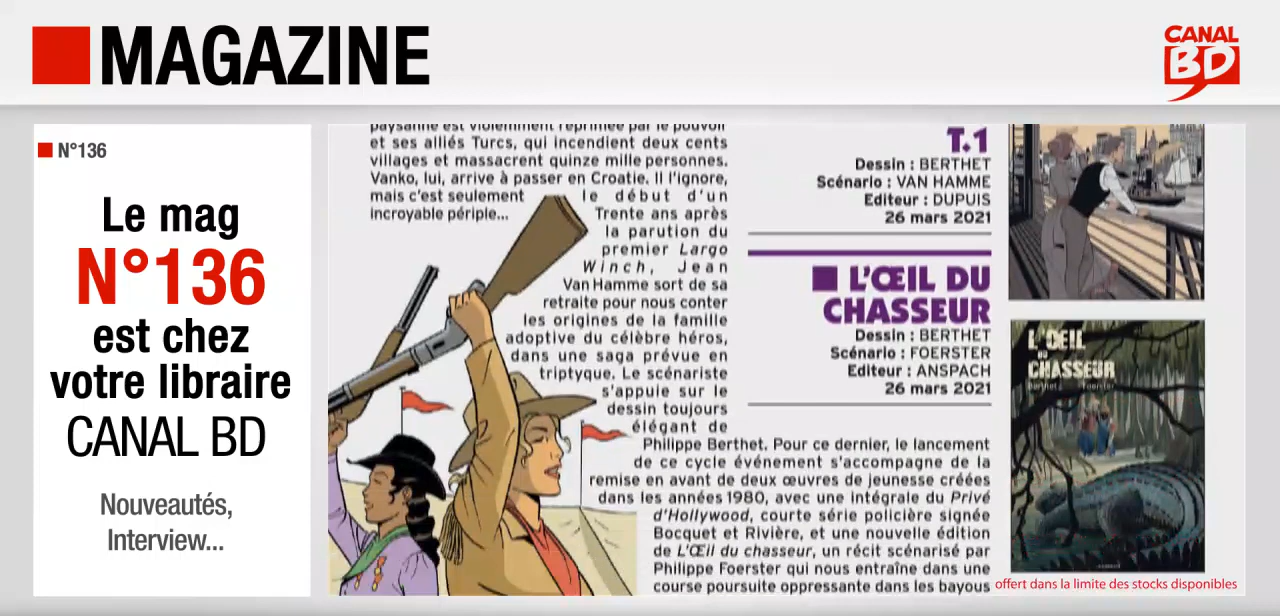 MAGAZINE
CANAL
BD
N°136
Le mag
N°136
est chez
votre libraire
CANAL BD
Nouveautés,
Interview...
paysanne est violemment réprimée par le pouvoir
et ses alliés Turcs, qui incendient deux cents
villages et massacrent quinze mille personnes.
Vanko, lui, arrive à passer en Croatie. Il l'ignore,
mais c'est seulement le début d'un
incroyable périple...
Trente ans après
la parution du
premier Largo
Winch, Jean
Van Hamme sort de sa
retraite pour nous conter
les origines de la famille
adoptive du célèbre héros,
dans une saga prévue en
triptyque. Le scénariste
s'appuie sur le
dessin toujours
élégant de
Philippe Berthet. Pour ce dernier, le lancement
de ce cycle événement s'accompagne de la
remise en avant de deux œuvres de jeunesse créées
dans les années 1980, avec une intégrale du Privé
d'Hollywood, courte série policière signée
Bocquet et Rivière, et une nouvelle édition
de L'Œil du chasseur, un récit scénarisé par
Philippe Foerster qui nous entraîne dans une
course poursuite oppressante dans les bayous
T.1
Dessin : BERTHET
Scénario : VAN HAMME
Editeur : DUPUIS
26 mars 2021
L'ŒIL DU
CHASSEUR
Dessin : BERTHET
Scénario : FOERSTER
Editeur : ANSPACH
26 mars 2021
L'ŒIL
DU
CHASSEUR
Berthet Foerster
offert dans la limite des stocks disponibles